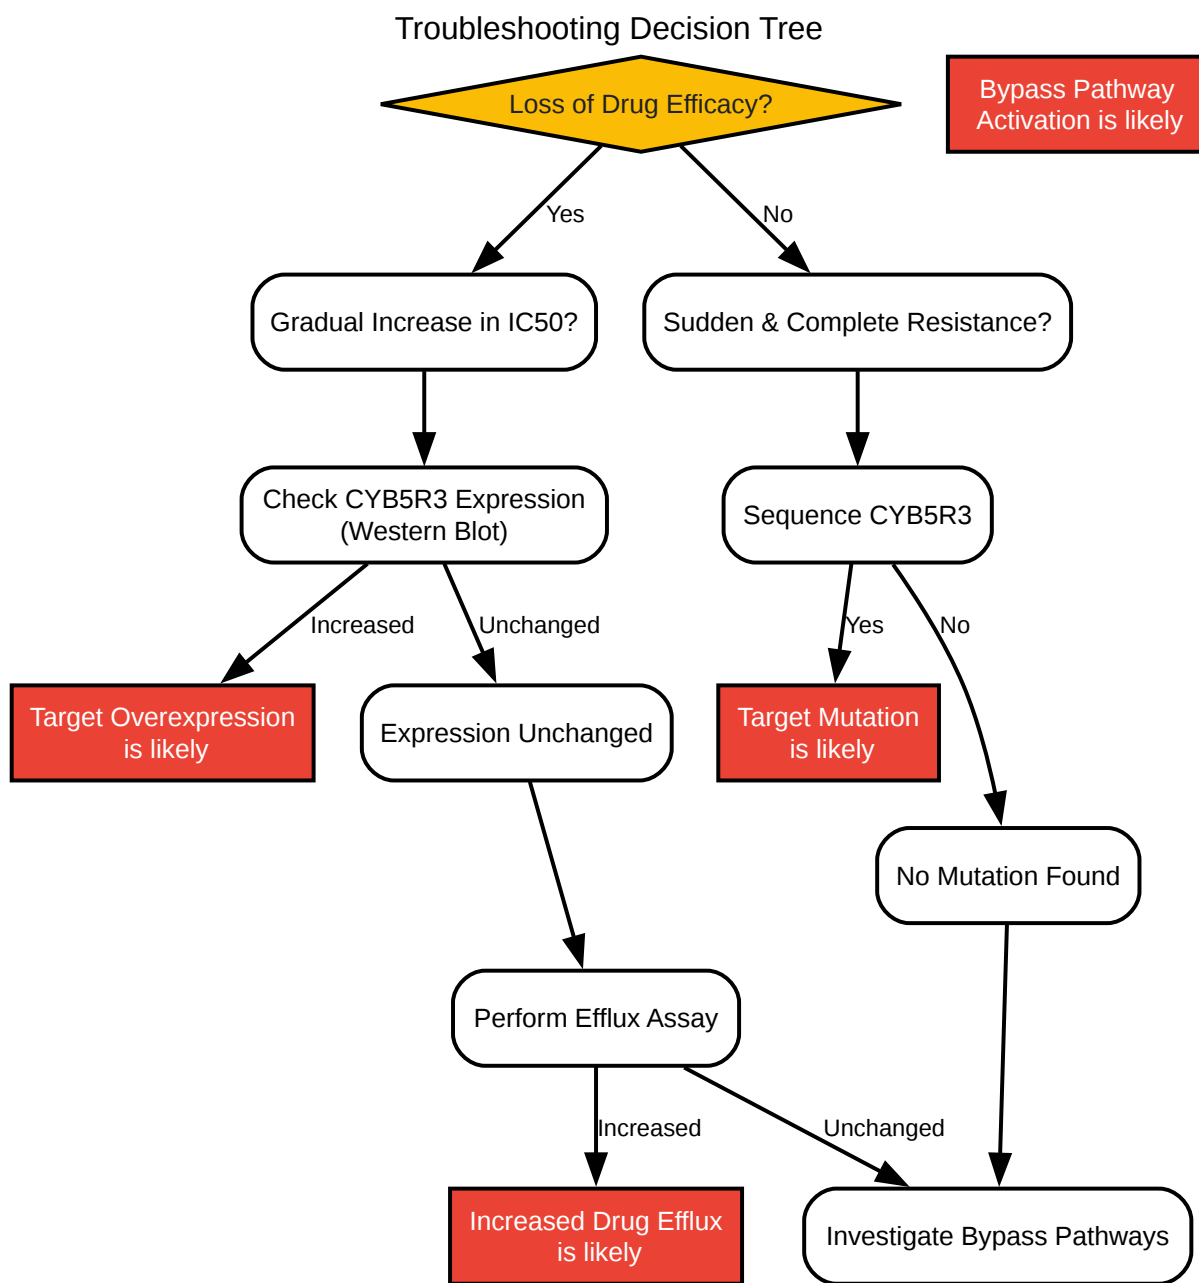 Troubleshooting Decision Tree
Loss of Drug Efficacy?
Bypass Pathway
Activation is likely
Yes
No
Gradual Increase in IC50?
Sudden & Complete Resistance?
Check CYB5R3 Expression
(Western Blot)
Sequence CYB5R3
Increased
Unchanged
Yes
No
Target Overexpression
is likely
Expression Unchanged
Target Mutation
is likely
No Mutation Found
Perform Efflux Assay
Increased
Unchanged
Increased Drug Efflux
is likely
Investigate Bypass Pathways